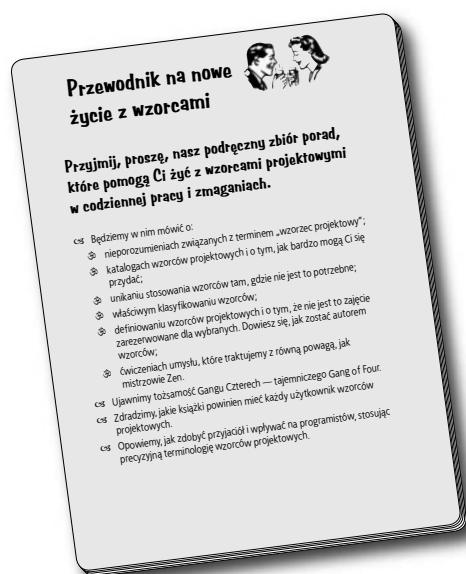 Przewodnik na nowe
życie z wzorcami
Przyjmij, proszę, nasz podręczny zbiór porad,
które pomogą Ci żyć z wzorcami projektowymi
w codziennej pracy i zmaganiach.
Będziemy w nim mówić o:
nieporozumieniach związanych z terminem „wzorzec projektowy”;
katalogach wzorców projektowych i o tym, jak bardzo mogą Ci się
przydać;
unikaniu stosowania wzorców tam, gdzie nie jest to potrzebne;
właściwym klasyfikowaniu wzorców;
definiowaniu wzorców projektowych i o tym, że nie jest to zajęcie
zarezerwowane dla wybranych. Dowiesz się, jak zostać autorem
wzorców;
ćwiczeniach umysłu, które traktujemy z równą powagą, jak
mistrzowie Zen.
Ujawnimy tożsamość Gangu Czterech — tajemniczego Gang of Four.
Zdradzimy, jakie książki powinien mieć każdy użytkownik wzorców
projektowych.
Opowiemy, jak zdobyć przyjaciół i wpływać na programistów, stosując
precyzyjną terminologię wzorców projektowych.